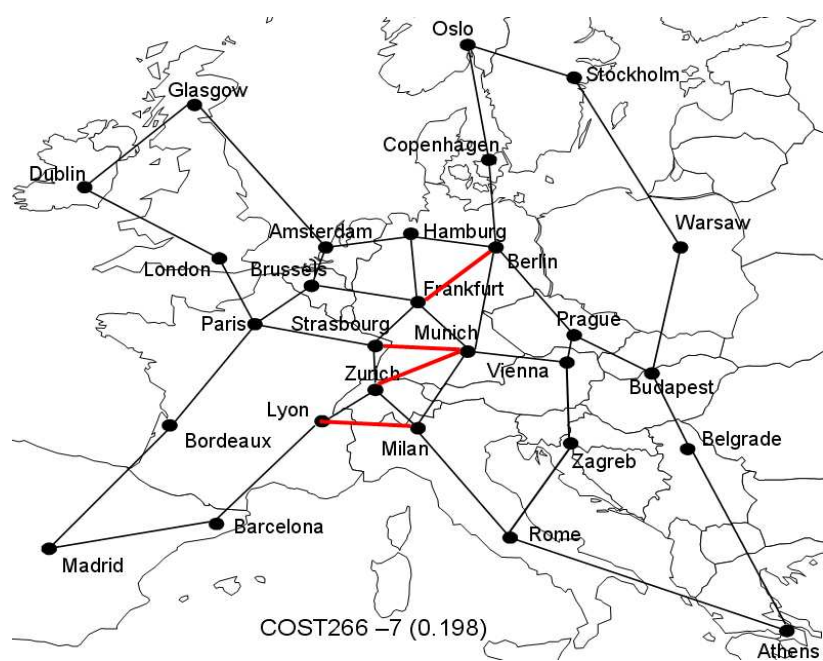 Oslo
Stockholm
Glasgow
Copenhagen
Dublin
Amsterdam
Hamburg
Warsaw
London
Brussels
Berlin
Frankfurt
Paris
Strasbourg
Munich
Prague
Zurich
Vienna
Budapest
Lyon
Bordeaux
Milan
Zagreb
Belgrade
Barcelona
Rome
Madrid
COST266 –7 (0.198)
Athens